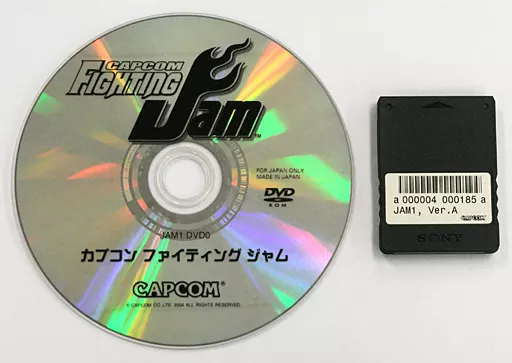 CAPCOM
FIGHTING
Jam
TM
FOR JAPAN ONLY
MADE IN JAPAN
DVD
ROM
JAM1 DVD0
カプコン ファイティング ジャム
CAPCOM®
© CAPCOM CO., LTD. 2004 ALL RIGHTS RESERVED.
a 000004 000185 a
JAM1, Ver.A
CAPCOM
SONY